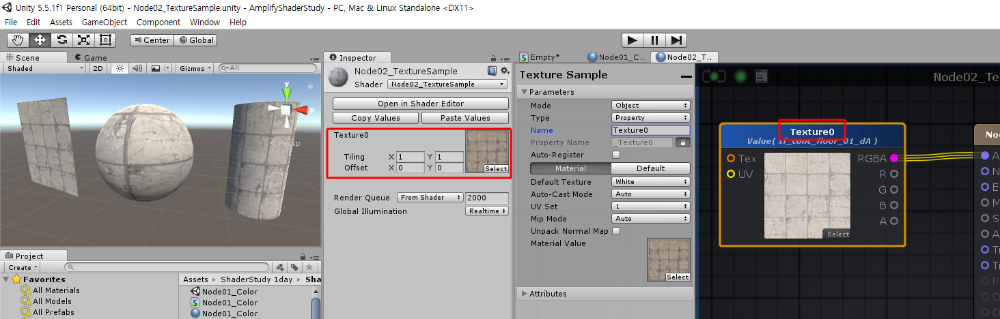 Unity 5.5.1f1 Personal (64bit) - Node02_TextureSample.unity - AmplifyShaderStudy - PC, Mac & Linux Standalone <DX11>
File Edit Assets GameObject Component Window Help
Center Global
Scene Game
Shaded 2D Gizmos All
y
x
Persp
Project
Create
Favorites
All Materials
All Models
All Prefabs
Assets ShaderStudy 1day Sha
Node01_Color
Node01_Color
Node01_Color
Inspector
Node02_TextureSample
Shader Node02_TextureSample
Open in Shader Editor
Copy Values Paste Values
Texture0
Tiling X 1 Y 1
Offset X 0 Y 0
Select
Render Queue From Shader 2000
Global Illumination Realtime
Empty* Node01_C.. Node02_T..
Texture Sample
Parameters
Mode Object
Type Property
Name Texture0
Property Name _Texture0
Auto-Register
Material Default
Default Texture White
Auto-Cast Mode Auto
UV Set 1
Mip Mode Auto
Unpack Normal Map
Material Value
Select
Attributes
Node02_Te
Texture0
Value( sf_conc_floor_01_dA )
Tex RGBA
UV R
G
B
A
Select
No
A
N
E
M
S
A
Tr
Tr
R
O
O